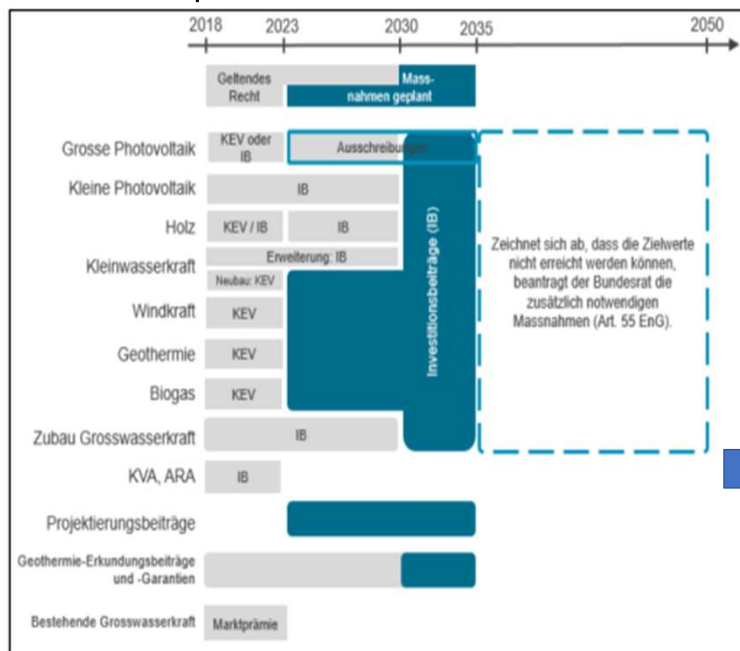 2018 2023 2030 2035 2050
Geltendes
Recht
Mass-
nahmen geplant
Grosse Photovoltaik
KEV oder
IB
Ausschreibungen
Kleine Photovoltaik
IB
Holz
KEV / IB
IB
Kleinwasserkraft
Erweiterung: IB
Neubau: KEV
Windkraft
KEV
Geothermie
KEV
Biogas
KEV
Zubau Grosswasserkraft
IB
KVA, ARA
IB
Projektierungsbeiträge
Geothermie-Erkundungsbeiträge
und -Garantien
Bestehende Grosswasserkraft
Marktprämie
Investitionsbeiträge (IB)
Zeichnet sich ab, dass die Zielwerte
nicht erreicht werden können,
beantragt der Bundesrat die
zusätzlich notwendigen
Massnahmen (Art. 55 EnG).